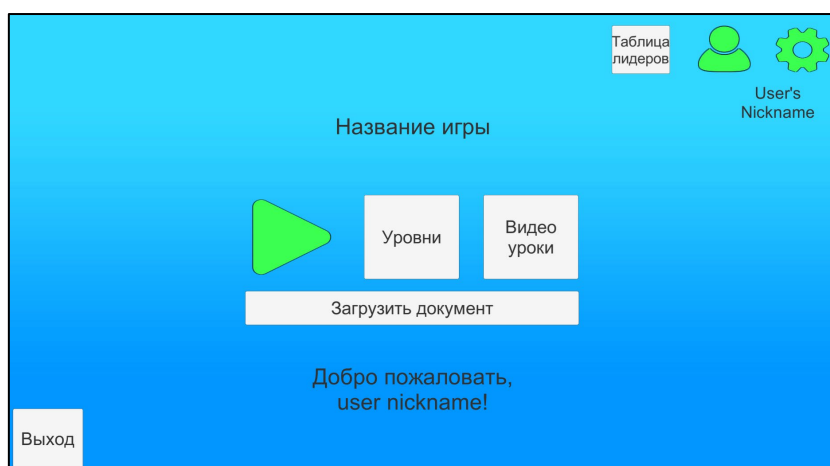 Таблица
лидеров
User's
Nickname
Название игры
Уровни
Видео
уроки
Загрузить документ
Добро пожаловать,
user nickname!
Выход